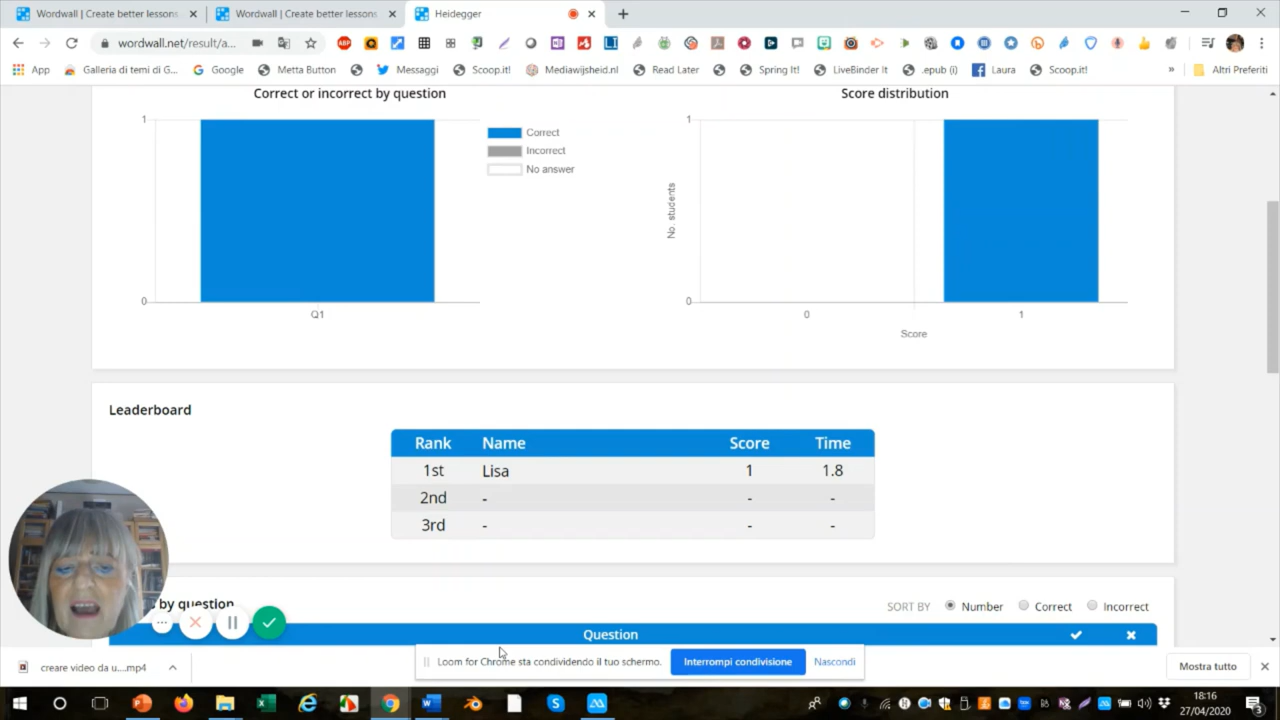 Wordwall | Create better lessons
Wordwall | Create better lessons
Heidegger
wordwall.net/result/a...
App
Galleria di temi di G...
Google
Metta Button
Messaggi
Scoop.it!
Mediawijsheid.nl
Read Later
Spring It!
LiveBinder It
.epub (i)
Laura
Scoop.it!
»
Altri Preferiti
Correct or incorrect by question
1
0
Q1
Correct
Incorrect
No answer
Score distribution
No. students
1
0
0 1
Score
Leaderboard
Rank Name Score Time
1st Lisa 1 1.8
2nd - - -
3rd - - -
by question
SORT BY Number Correct Incorrect
Question
creare video da u....mp4
Loom for Chrome sta condividendo il tuo schermo.
Interrompi condivisione
Nascondi
Mostra tutto
18:16
27/04/2020